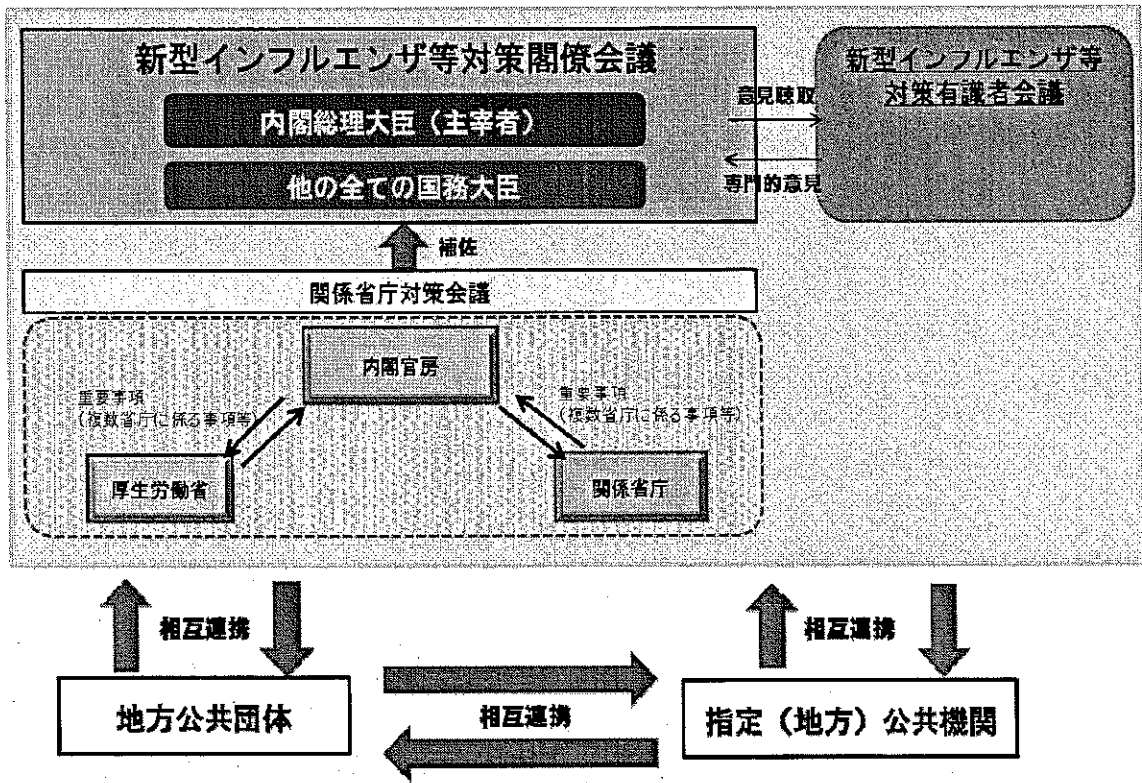 新型インフルエンザ等対策閣僚会議
内閣総理大臣（主宰者）
他の全ての国務大臣
意見聴取
専門的意見
新型インフルエンザ等
対策有識者会議
補佐
関係省庁対策会議
内閣官房
重要事項
（複数省庁に係る事項等）
重要事項
（複数省庁に係る事項等）
厚生労働省
関係省庁
相互連携
相互連携
地方公共団体
相互連携
指定（地方）公共機関